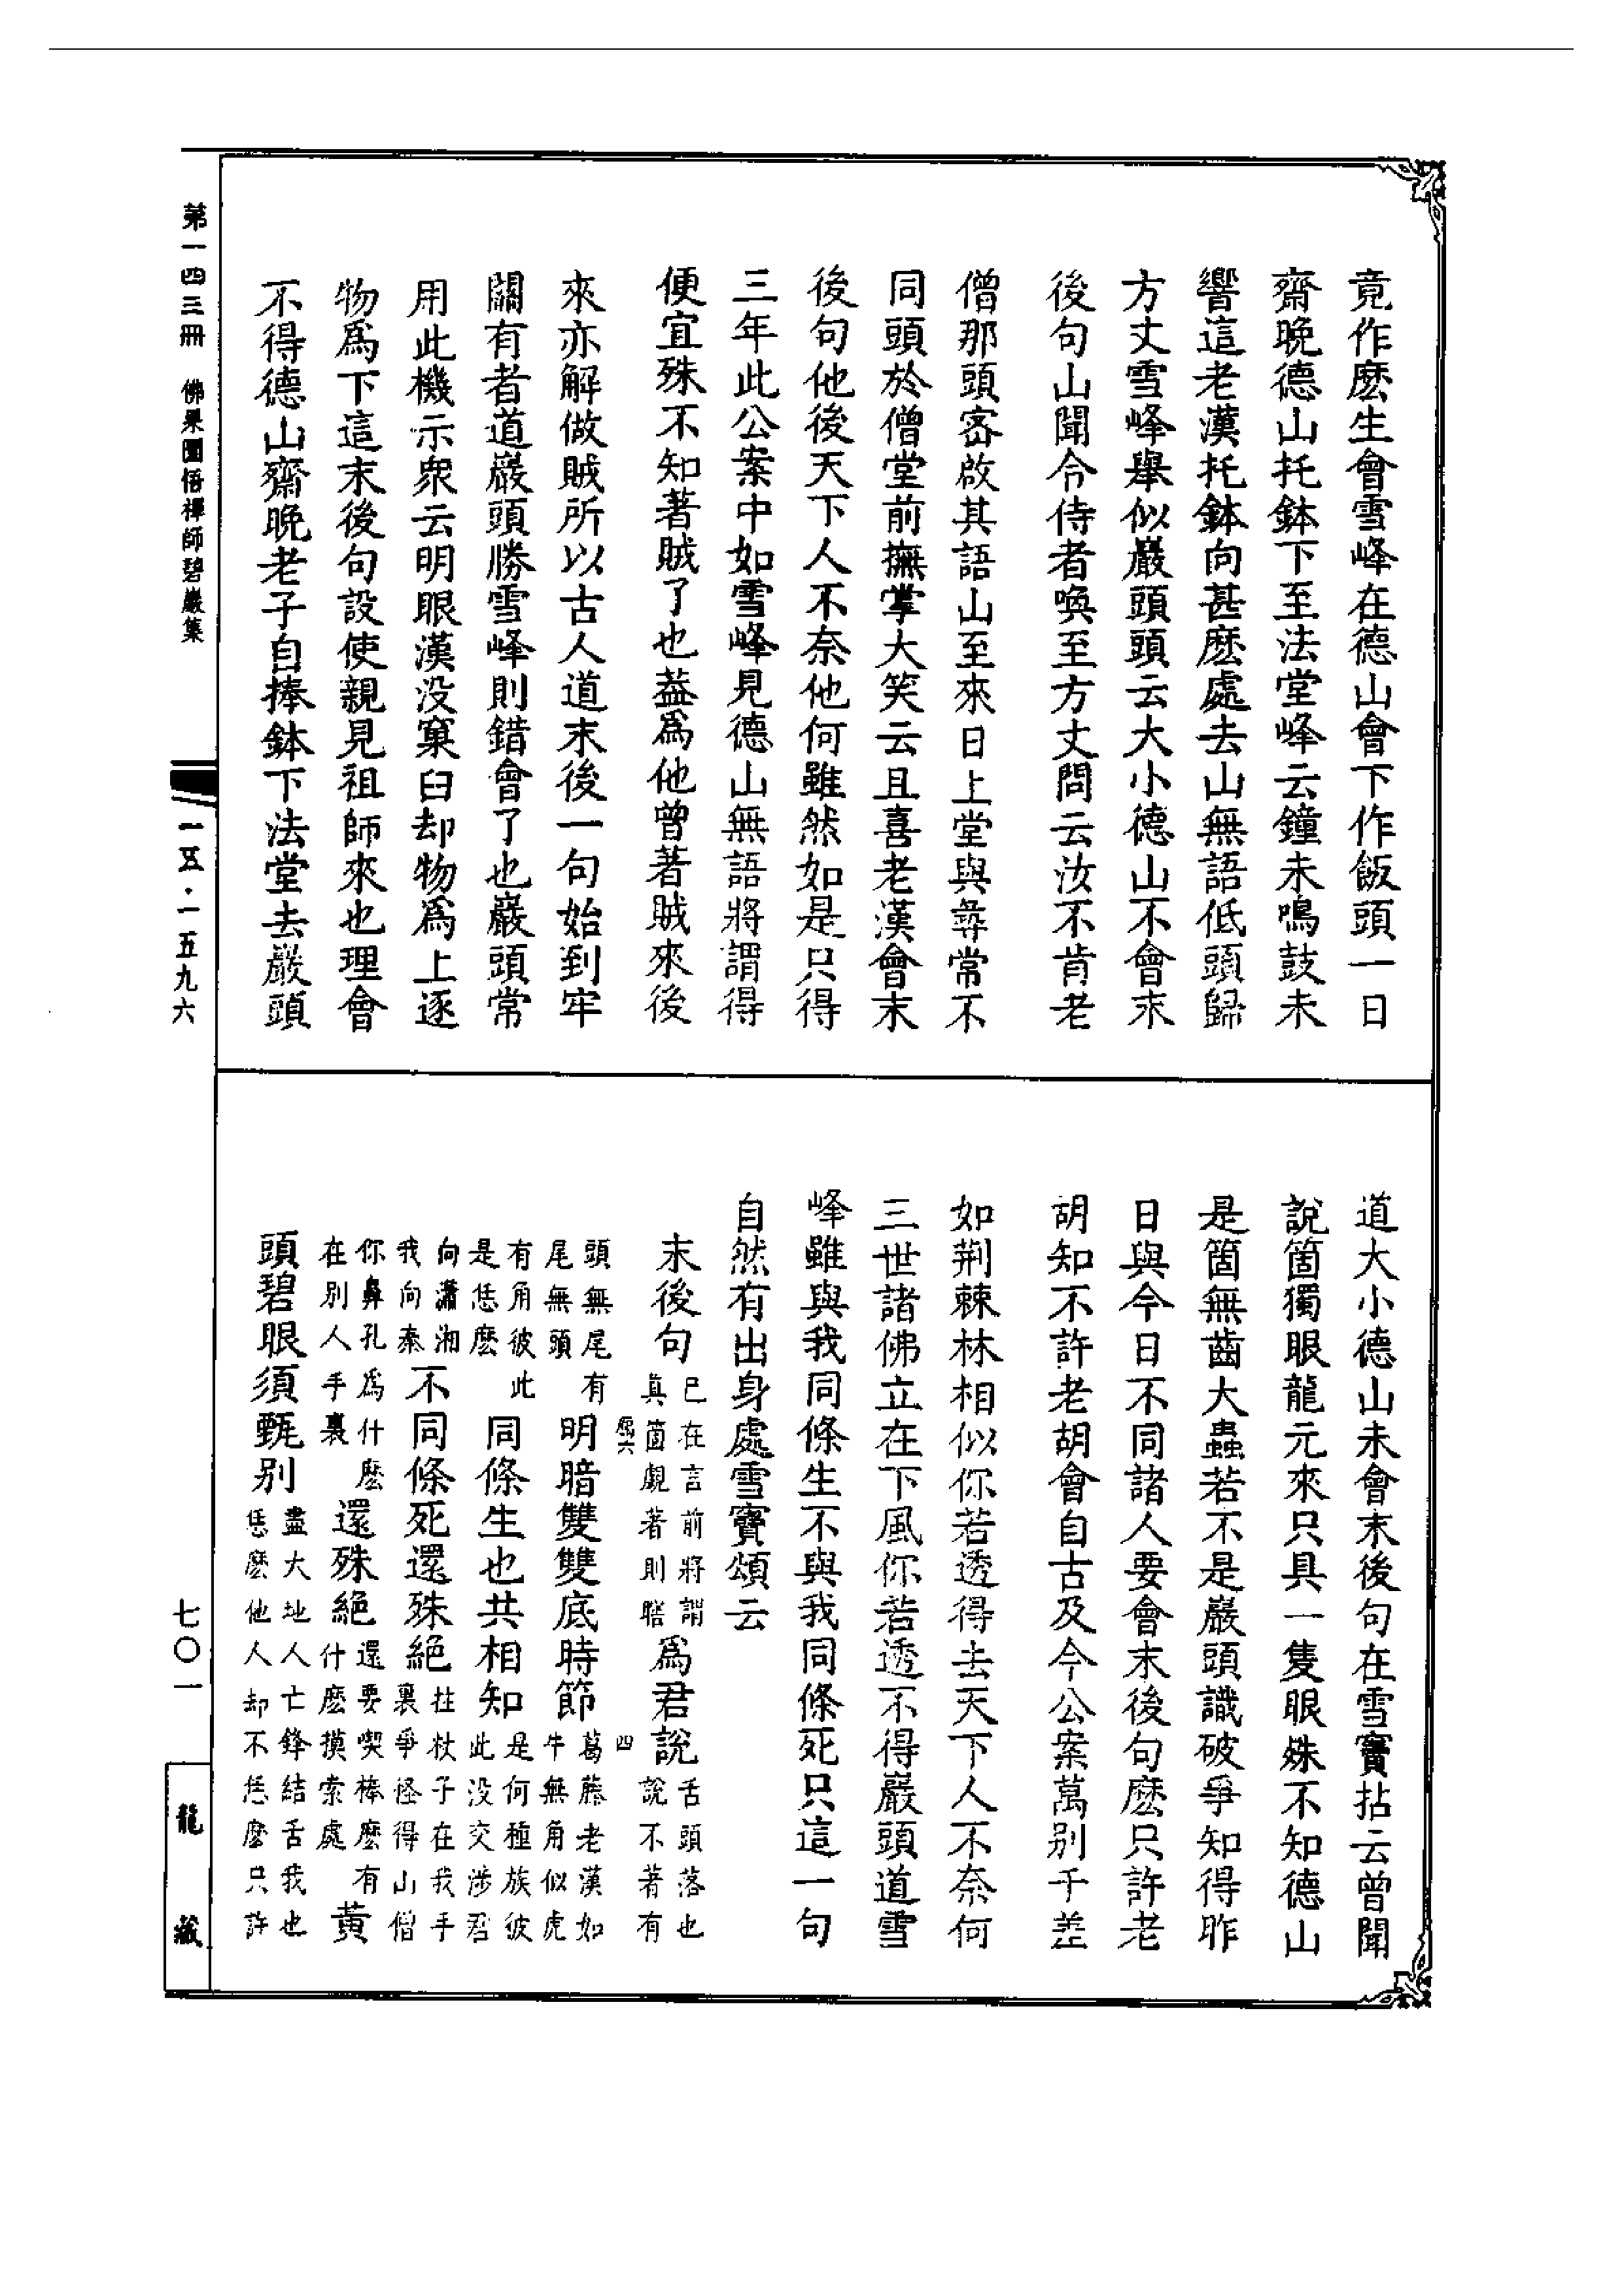 竟作麽生會雪峰在德山會下作飯頭一日
齋晚德山托鉢下至法堂峰云鐘未鳴鼓未
響這老漢托鉢向甚麽處去山無語低頭歸
方丈雪峰舉似巖頭頭云大小德山不會末
後句山聞令侍者喚至方丈問云汝不肯老
僧那頭密啟其語山至來日上堂與尋常不
同頭於僧堂前撫掌大笑云且喜老漢會末
後句他後天下人不奈他何雖然如是只得
三年此公案中如雪峰見德山無語將謂得
便宜殊不知著賊了也葢爲他曾著賊來後
來亦解做賊所以古人道末後一句始到牢
關有者道巖頭勝雪峰則錯會了也巖頭常
用此機示衆云明眼漢没窠臼却物爲上逐
物爲下這末後句設使親見祖師來也理會
不得德山齋晚老子自捧鉢下法堂去巖頭
道大小德山未會末後句在雪竇拈云曾聞
說箇獨眼龍元來只具一隻眼殊不知德山
是箇無齒大蟲若不是巖頭識破爭知得昨
日與今日不同諸人要會末後句麽只許老
胡知不許老胡會自古及今公案萬别千差
如荆棘林相似你若透得去天下人不奈何
三世諸佛立在下風你若透不得巖頭道雪
峰雖與我同條生不與我同條死只這一句
自然有出身處雪竇頌云
末後句已在言前將謂真箇覷著則瞎爲君說舌頭落也說不著有
頭無尾有尾無頭明暗雙雙底時節葛藤老漢如牛無角似虎
有角彼此是恁麽同條生也共相知是何種族彼此没交涉君
向瀟湘我向秦不同條死還殊絕拄杖子在我手裏爭怪得山僧
你鼻孔爲什麽在别人手裏還殊絕還要喫棒麽有什麽摸索處黃
頭碧眼須甄别盡大地人亡鋒結舌我也恁麽他人却不恁麽只許
第一四三冊 佛果圜悟禪師碧巖集
一五·一五九六
七〇一
龍藏